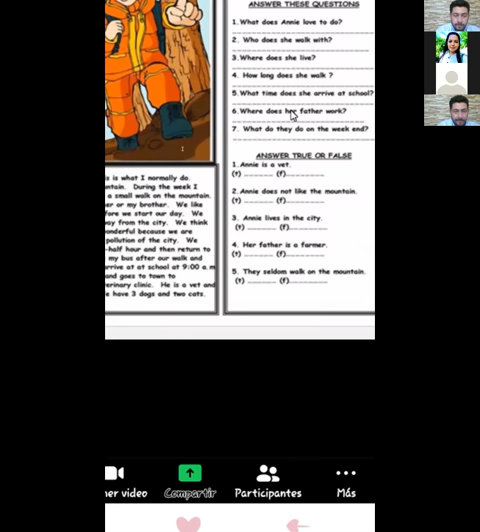 s is what I normally do.
ntain. During the week I
a small walk on the mountain.
er or my brother. We like
fore we start our day. We
way from the city. We think
onderful because we are
pollution of the city. We
-half hour and then return to
my bus after our walk and
rrive at at school at 9:00 a.m
and goes to town to
erinary clinic. He is a vet and
e have 3 dogs and two cats.
ANSWER THESE QUESTIONS
1. What does Annie love to do?
2. Who does she walk with?
3. Where does she live?
4. How long does she walk ?
5. What time does she arrive at school?
6. Where does her father work?
7. What do they do on the week end?
ANSWER TRUE OR FALSE
1. Annie is a vet.
(t) ............ (f)..............
2. Annie does not like the mountain.
(t) ............ (f)..............
3. Annie lives in the city.
(t) ............ (f)..............
4. Her father is a farmer.
(t) ............ (f)..............
5. They seldom walk on the mountain.
(t) ............ (f)..............
ner video
Compartir
Participantes
Más